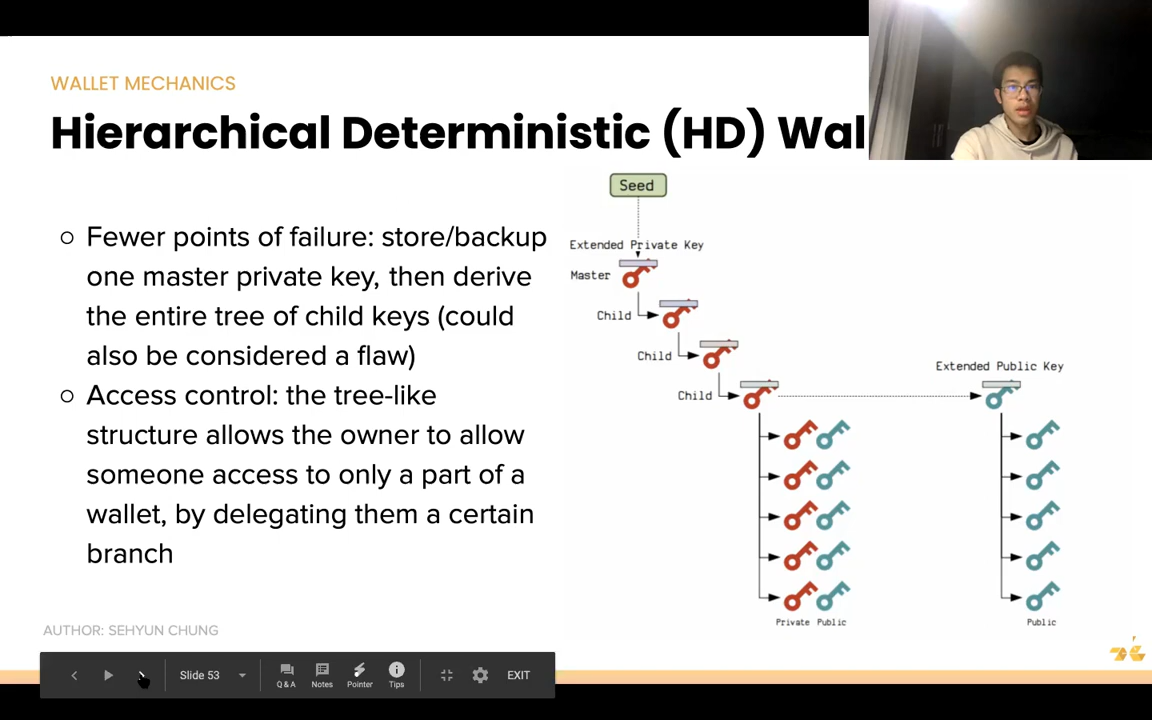 WALLET MECHANICS
Hierarchical Deterministic (HD) Wal
Seed
Extended Private Key
Master
Child
Child
Child
Extended Public Key
Private Public
Public
○ Fewer points of failure: store/backup
one master private key, then derive
the entire tree of child keys (could
also be considered a flaw)
○ Access control: the tree-like
structure allows the owner to allow
someone access to only a part of a
wallet, by delegating them a certain
branch
AUTHOR: SEHYUN CHUNG
Slide 53
Q & A
Notes
Pointer
Tips
EXIT